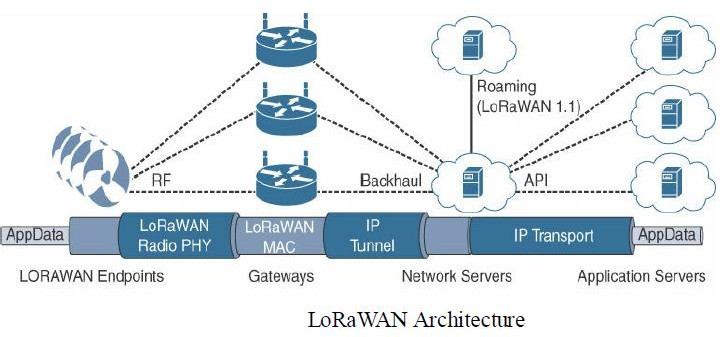 Roaming
(LoRaWAN 1.1)
RF
Backhaul
API
AppData
LoRaWAN
Radio PHY
LoRaWAN
MAC
IP
Tunnel
IP Transport
AppData
LORAWAN Endpoints
Gateways
Network Servers
Application Servers
LoRaWAN Architecture